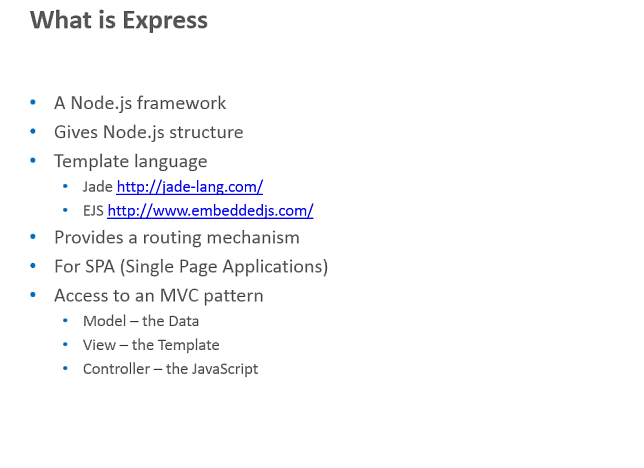 What is Express
• A Node.js framework
• Gives Node.js structure
• Template language
• Jade http://jade-lang.com/
• EJS http://www.embeddedjs.com/
• Provides a routing mechanism
• For SPA (Single Page Applications)
• Access to an MVC pattern
• Model – the Data
• View – the Template
• Controller – the JavaScript